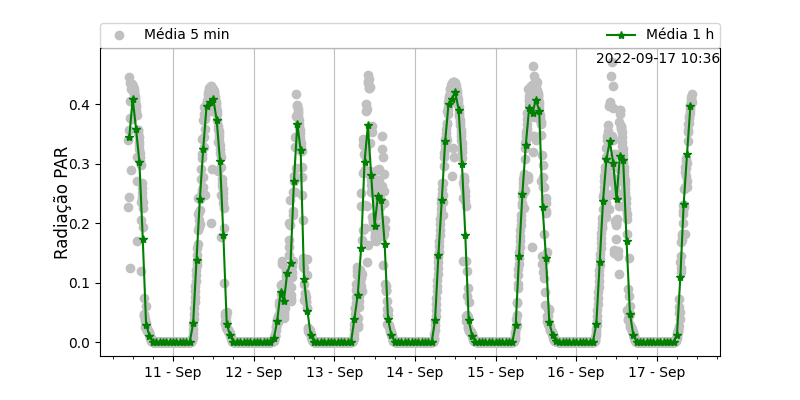 Média 5 min
Média 1 h
2022-09-17 10:36
Radiação PAR
0.4
0.3
0.2
0.1
0.0
11 - Sep
12 - Sep
13 - Sep
14 - Sep
15 - Sep
16 - Sep
17 - Sep